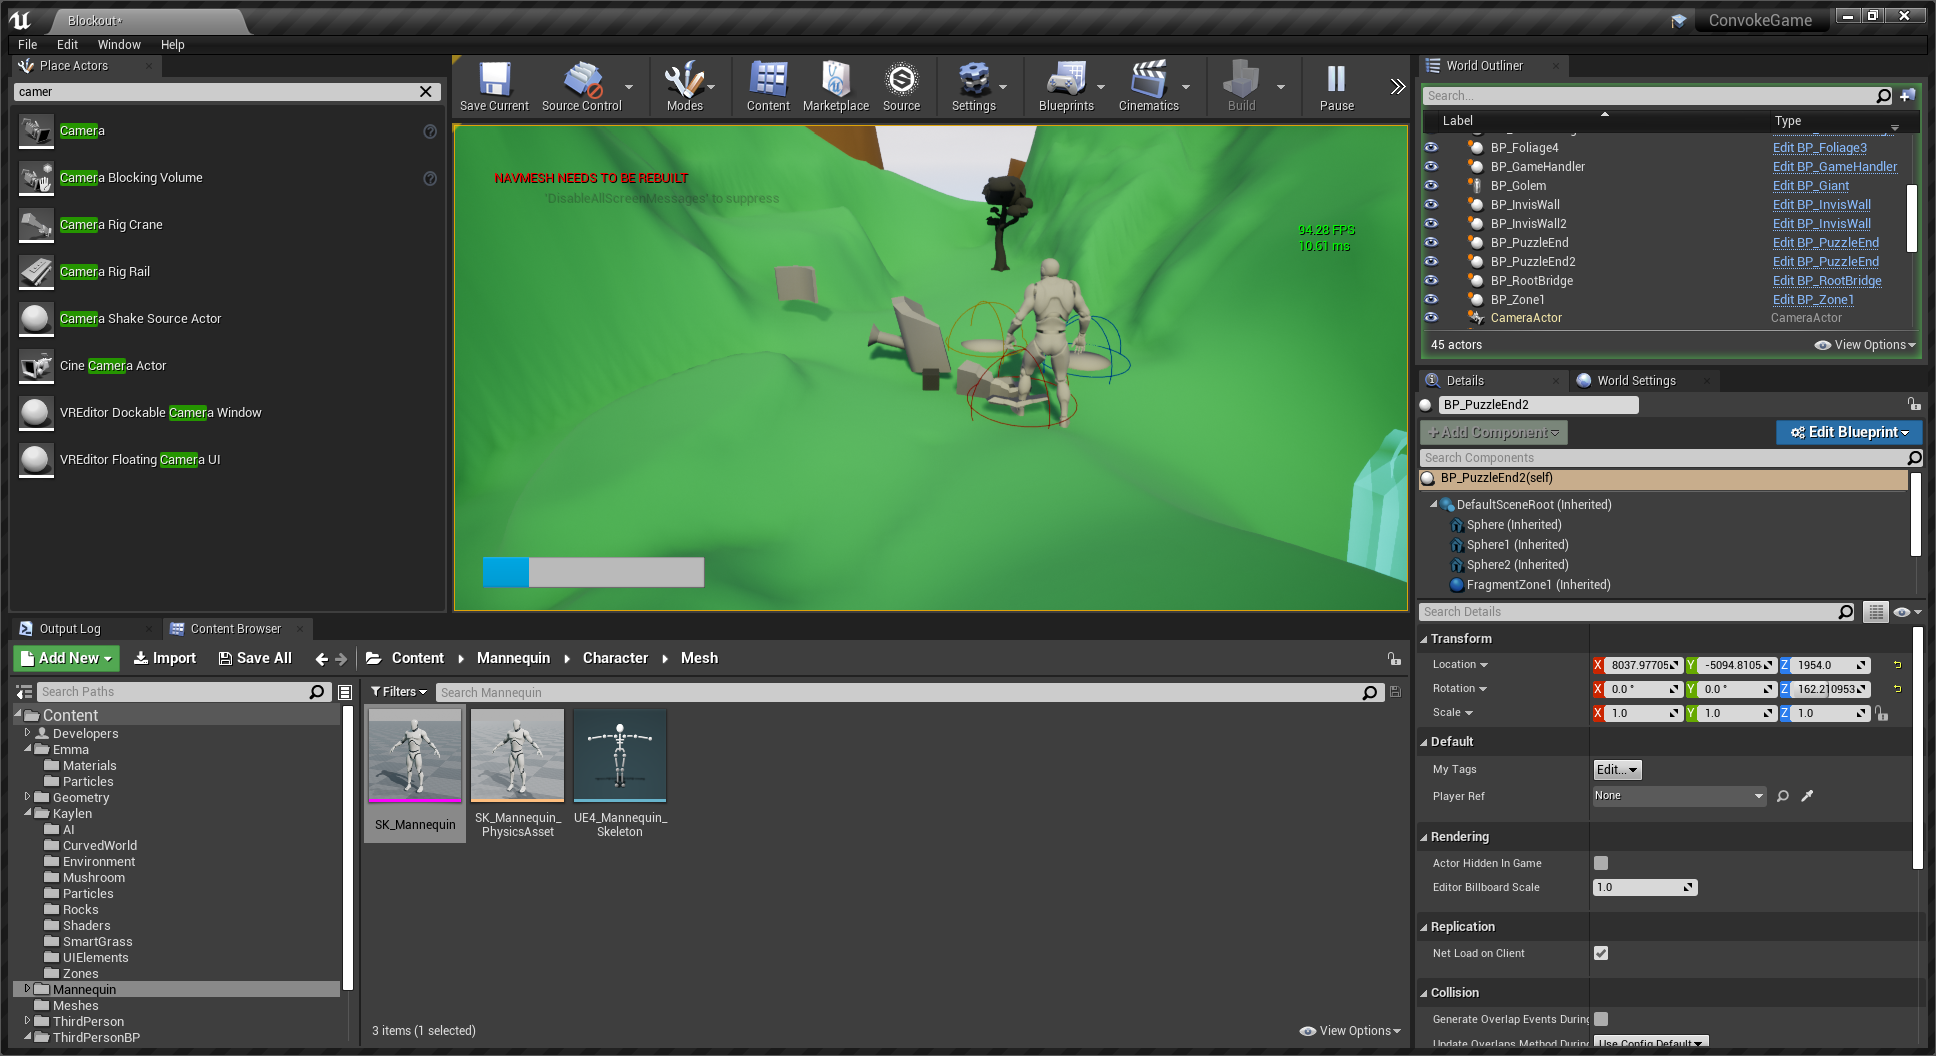 Blockout*
ConvokeGame
File Edit Window Help
Place Actors
camer
Camera
Camera Blocking Volume
Camera Rig Crane
Camera Rig Rail
Camera Shake Source Actor
Cine Camera Actor
VREditor Dockable Camera Window
VREditor Floating Camera UI
Save Current Source Control Modes Content Marketplace Source Settings Blueprints Cinematics Build Pause
NAVMESH NEEDS TO BE REBUILT
'DisableAllScreenMessages' to suppress
94.28 FPS
10.61 ms
World Outliner
Search...
Label Type
BP_Foliage4 Edit BP_Foliage3
BP_GameHandler Edit BP_GameHandler
BP_Golem Edit BP_Giant
BP_InvisWall Edit BP_InvisWall
BP_InvisWall2 Edit BP_InvisWall
BP_PuzzleEnd Edit BP_PuzzleEnd
BP_PuzzleEnd2 Edit BP_PuzzleEnd
BP_RootBridge Edit BP_RootBridge
BP_Zone1 Edit BP_Zone1
CameraActor CameraActor
45 actors View Options
Details World Settings
BP_PuzzleEnd2
+Add Component Edit Blueprint
Search Components
BP_PuzzleEnd2(self)
DefaultSceneRoot (Inherited)
Sphere (Inherited)
Sphere1 (Inherited)
Sphere2 (Inherited)
FragmentZone1 (Inherited)
Search Details
Transform
Location X 8037.97705 Y -5094.8105 Z 1954.0
Rotation X 0.0 ° Y 0.0 ° Z 162.210953
Scale X 1.0 Y 1.0 Z 1.0
Default
My Tags Edit...
Player Ref None
Rendering
Actor Hidden In Game
Editor Billboard Scale 1.0
Replication
Net Load on Client
Collision
Generate Overlap Events During
Update Overlaps Method During Use Config Default
Output Log Content Browser
Add New Import Save All Content Mannequin Character Mesh
Search Paths
Filters Search Mannequin
Content
Developers
Emma
Materials
Particles
Geometry
Kaylen
AI
CurvedWorld
Environment
Mushroom
Particles
Rocks
Shaders
SmartGrass
UIElements
Zones
Mannequin
Meshes
ThirdPerson
ThirdPersonBP
SK_Mannequin
SK_Mannequin_
PhysicsAsset
UE4_Mannequin_
Skeleton
3 items (1 selected) View Options